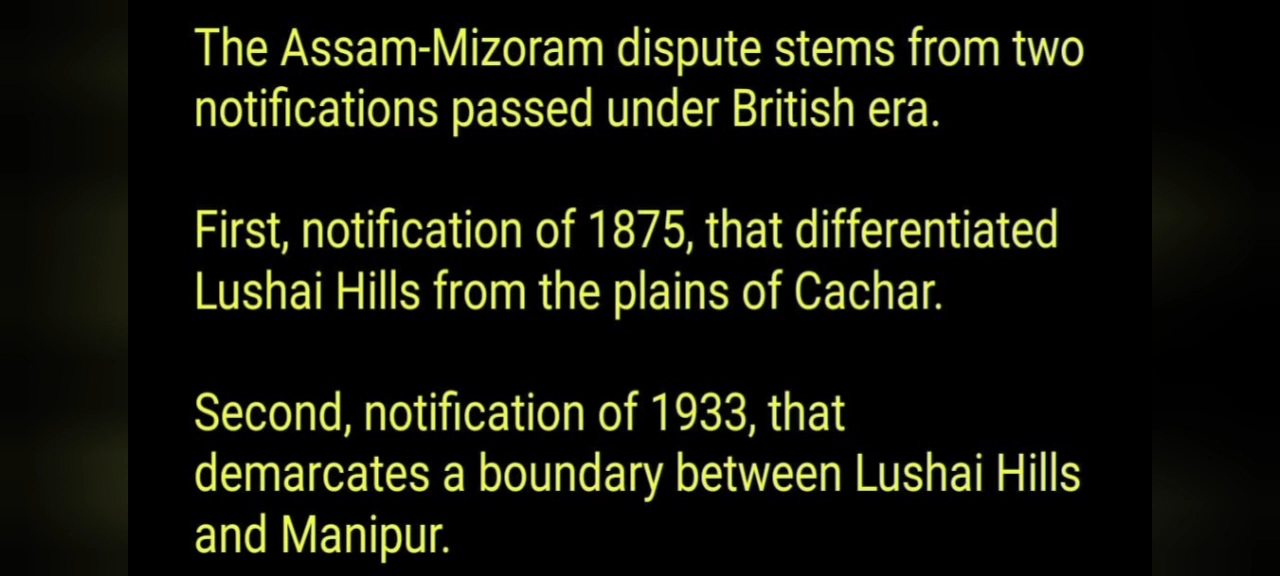 The Assam-Mizoram dispute stems from two
notifications passed under British era.
First, notification of 1875, that differentiated
Lushai Hills from the plains of Cachar.
Second, notification of 1933, that
demarcates a boundary between Lushai Hills
and Manipur.